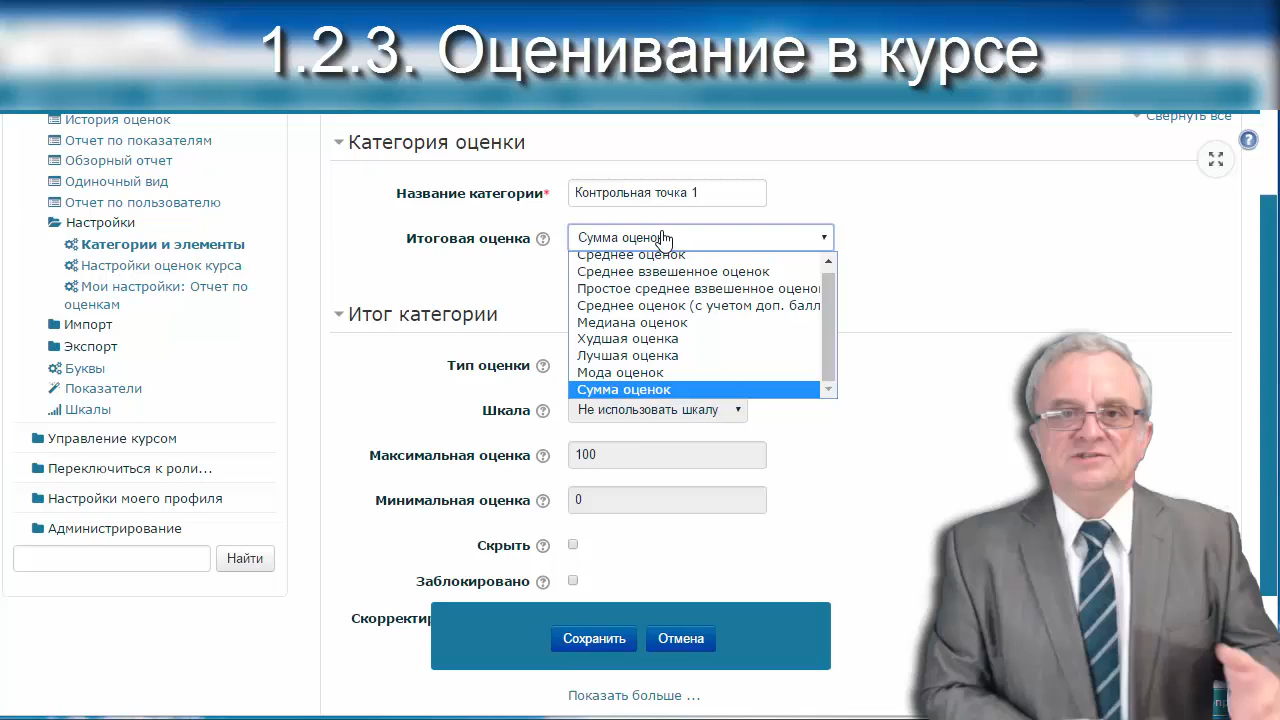 1.2.3. Оценивание в курсе
История оценок
Отчет по показателям
Обзорный отчет
Одиночный вид
Отчет по пользователю
Настройки
Категории и элементы
Настройки оценок курса
Мои настройки: Отчет по
оценкам
Импорт
Экспорт
Буквы
Показатели
Шкалы
Управление курсом
Переключиться к роли...
Настройки моего профиля
Администрирование
Найти
Свернуть все
?
Категория оценки
Название категории* Контрольная точка 1
Итоговая оценка ? Сумма оценок
Среднее оценок
Среднее взвешенное оценок
Простое среднее взвешенное оценок
Среднее оценок (с учетом доп. балл
Медиана оценок
Худшая оценка
Лучшая оценка
Мода оценок
Сумма оценок
Итог категории
Тип оценки ?
Шкала ? Не использовать шкалу
Максимальная оценка ? 100
Минимальная оценка ? 0
Скрыть ?
Заблокировано ?
Скорректир
Сохранить Отмена
Показать больше ...